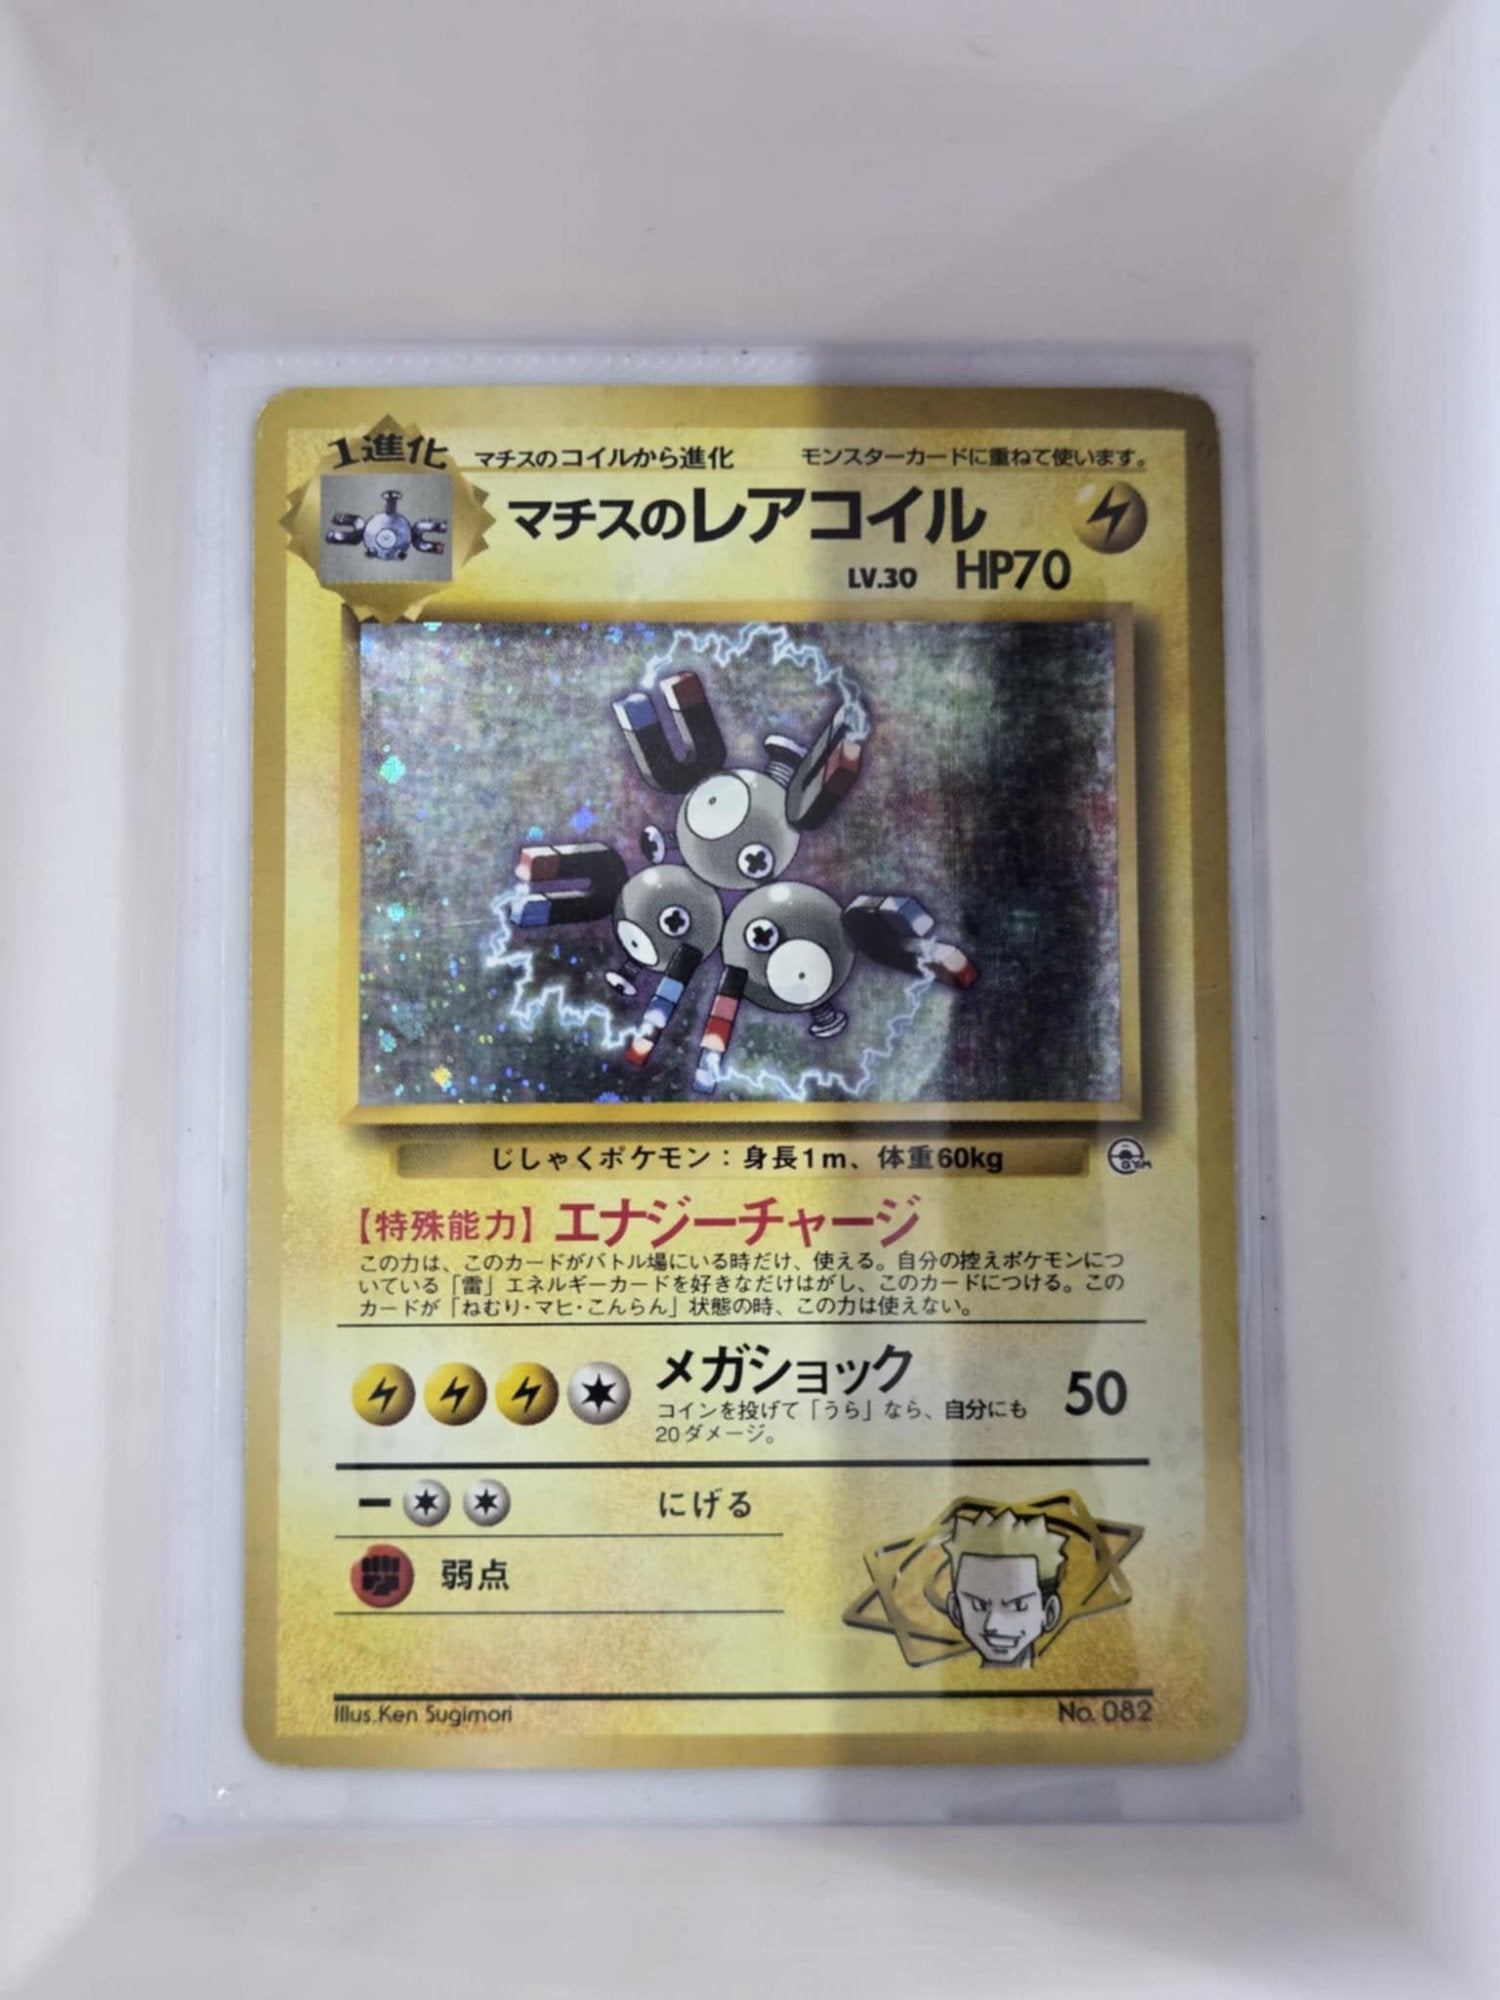 1進化
マチスのコイルから進化
モンスターカードに重ねて使います。
マチスのレアコイル
LV.30 HP70
じしゃくポケモン：身長1m、体重60kg
GYM
【特殊能力】エナジーチャージ
この力は、このカードがバトル場にいる時だけ、使える。自分の控えポケモンにつ
いている「雷」エネルギーカードを好きなだけはがし、このカードにつける。この
カードが「ねむり・マヒ・こんらん」状態の時、この力は使えない。
メガショック 50
コインを投げて「うら」なら、自分にも
20ダメージ。
にげる
弱点
Illus. Ken Sugimori
No. 082